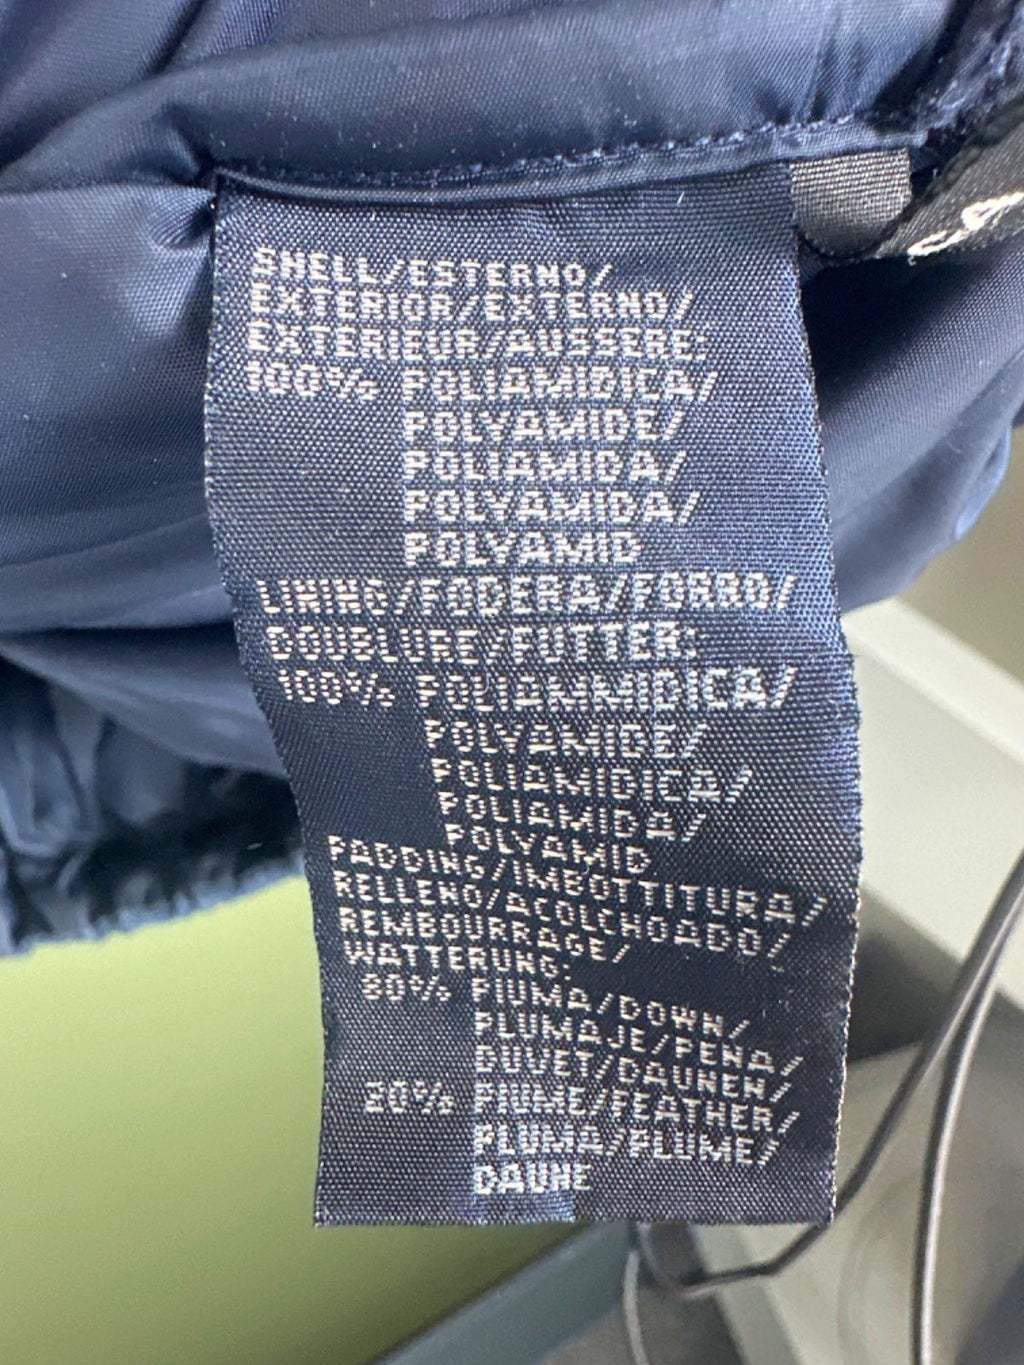 SHELL/ESTERNO/
EXTERIOR/EXTERNO/
EXTERIEUR/AUSSERE:
100% POLIAMIDICA/
POLYAMIDE/
POLIAMIDA/
POLYAMIDA/
POLYAMID
LINING/FODERA/FORRO/
DOUBLURE/FUTTER:
100% POLIAMMIDICA/
POLYAMIDE/
POLIAMIDICA/
POLIAMIDA/
POLYAMID
PADDING/IMBOTTITURA/
RELLENO/ACOLCHOADO/
REMBOURRAGE/
WATTERUNG:
80% PIUMA/DOWN/
PLUMAJE/PENA/
DUVET/DAUNEN/
20% PIUME/FEATHER/
PLUMA/PLUME/
DAUNE